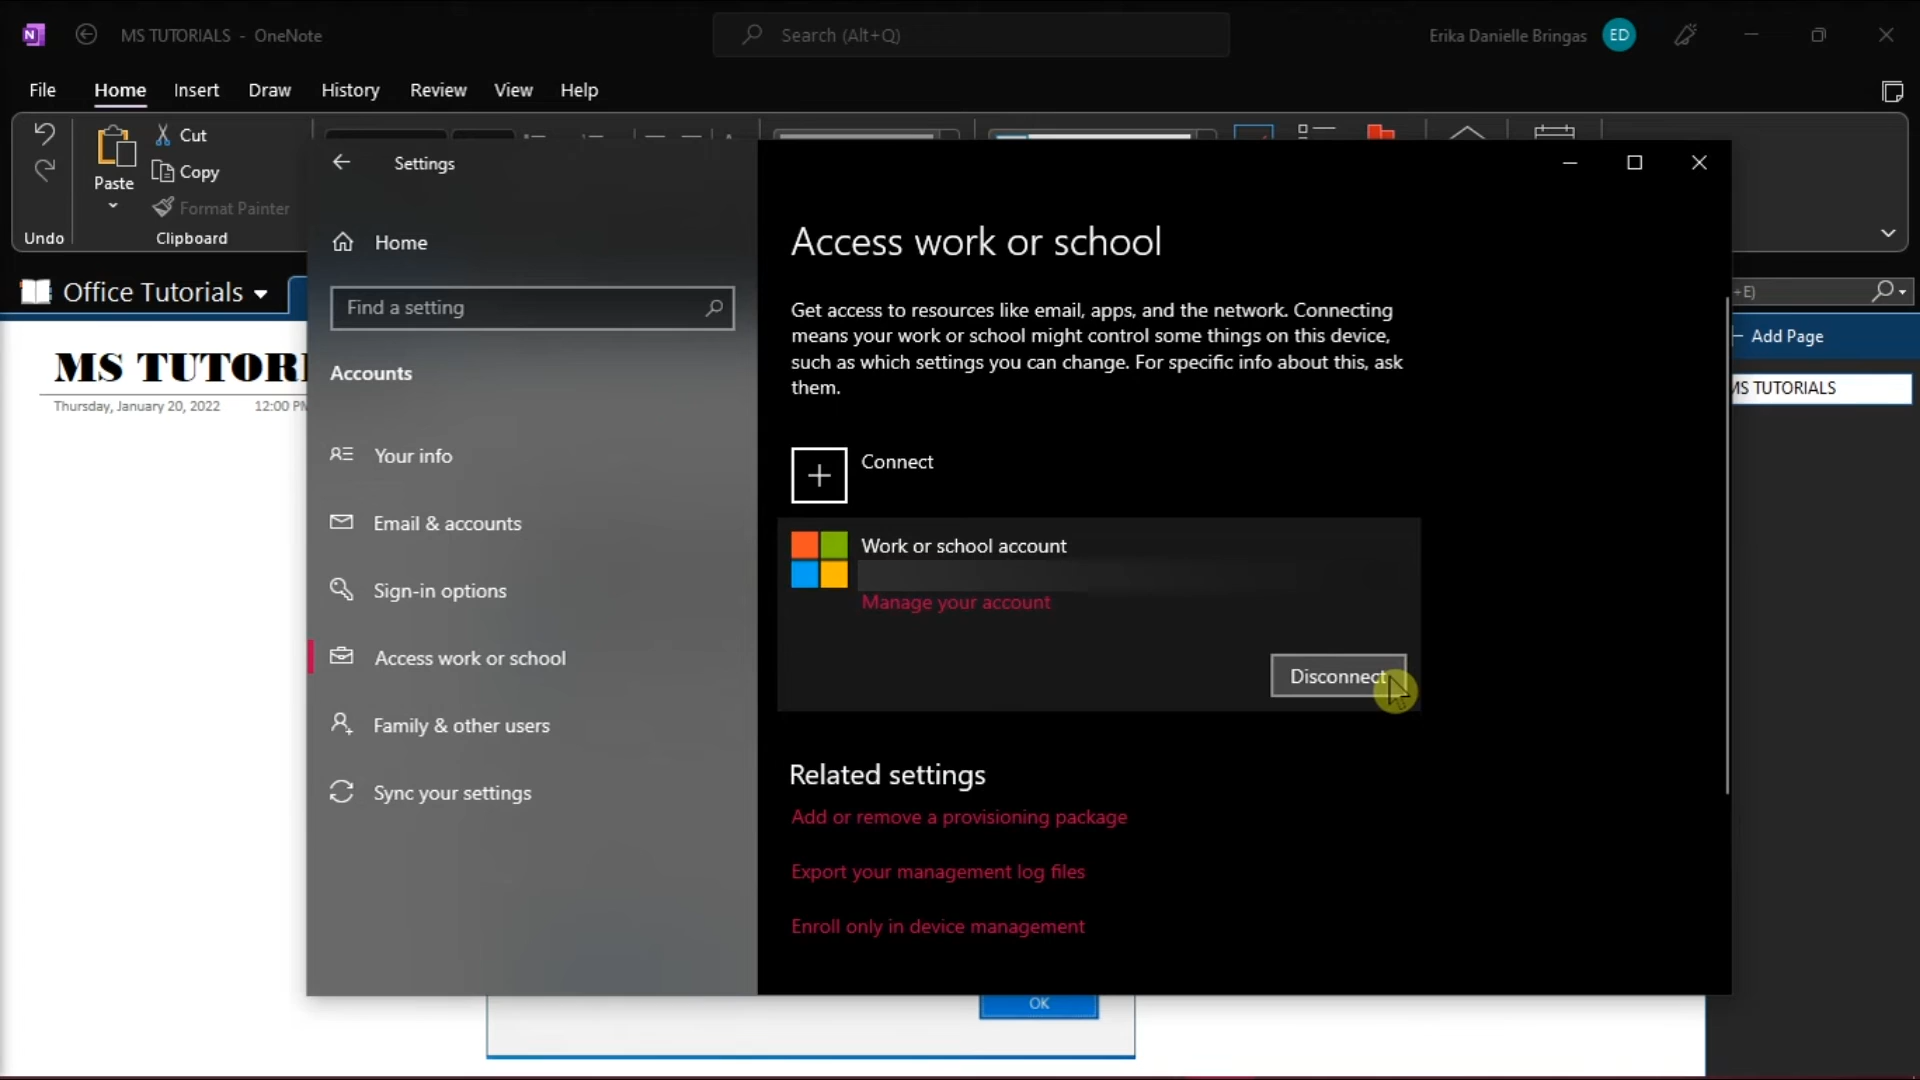 MS TUTORIALS - OneNote
Search (Alt+Q)
Erika Danielle Bringas
ED
File Home Insert Draw History Review View Help
Paste
Cut
Copy
Format Painter
Undo
Clipboard
Office Tutorials
+E)
Add Page
MS TUTORIALS
MS TUTORI
Thursday, January 20, 2022 12:00 PM
Settings
Home
Find a setting
Accounts
Your info
Email & accounts
Sign-in options
Access work or school
Family & other users
Sync your settings
Access work or school
Get access to resources like email, apps, and the network. Connecting
means your work or school might control some things on this device,
such as which settings you can change. For specific info about this, ask
them.
Connect
Work or school account
Manage your account
Disconnect
Related settings
Add or remove a provisioning package
Export your management log files
Enroll only in device management
OK